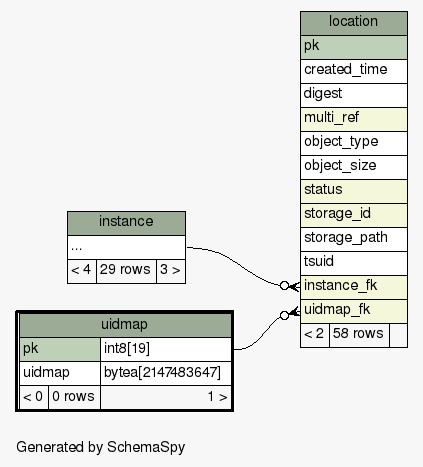 location
pk
created_time
digest
multi_ref
object_type
object_size
status
storage_id
storage_path
tsuid
instance_fk
uidmap_fk
< 2 58 rows
instance
...
< 4 29 rows 3 >
uidmap
pk int8[19]
uidmap bytea[2147483647]
< 0 0 rows 1 >
Generated by SchemaSpy